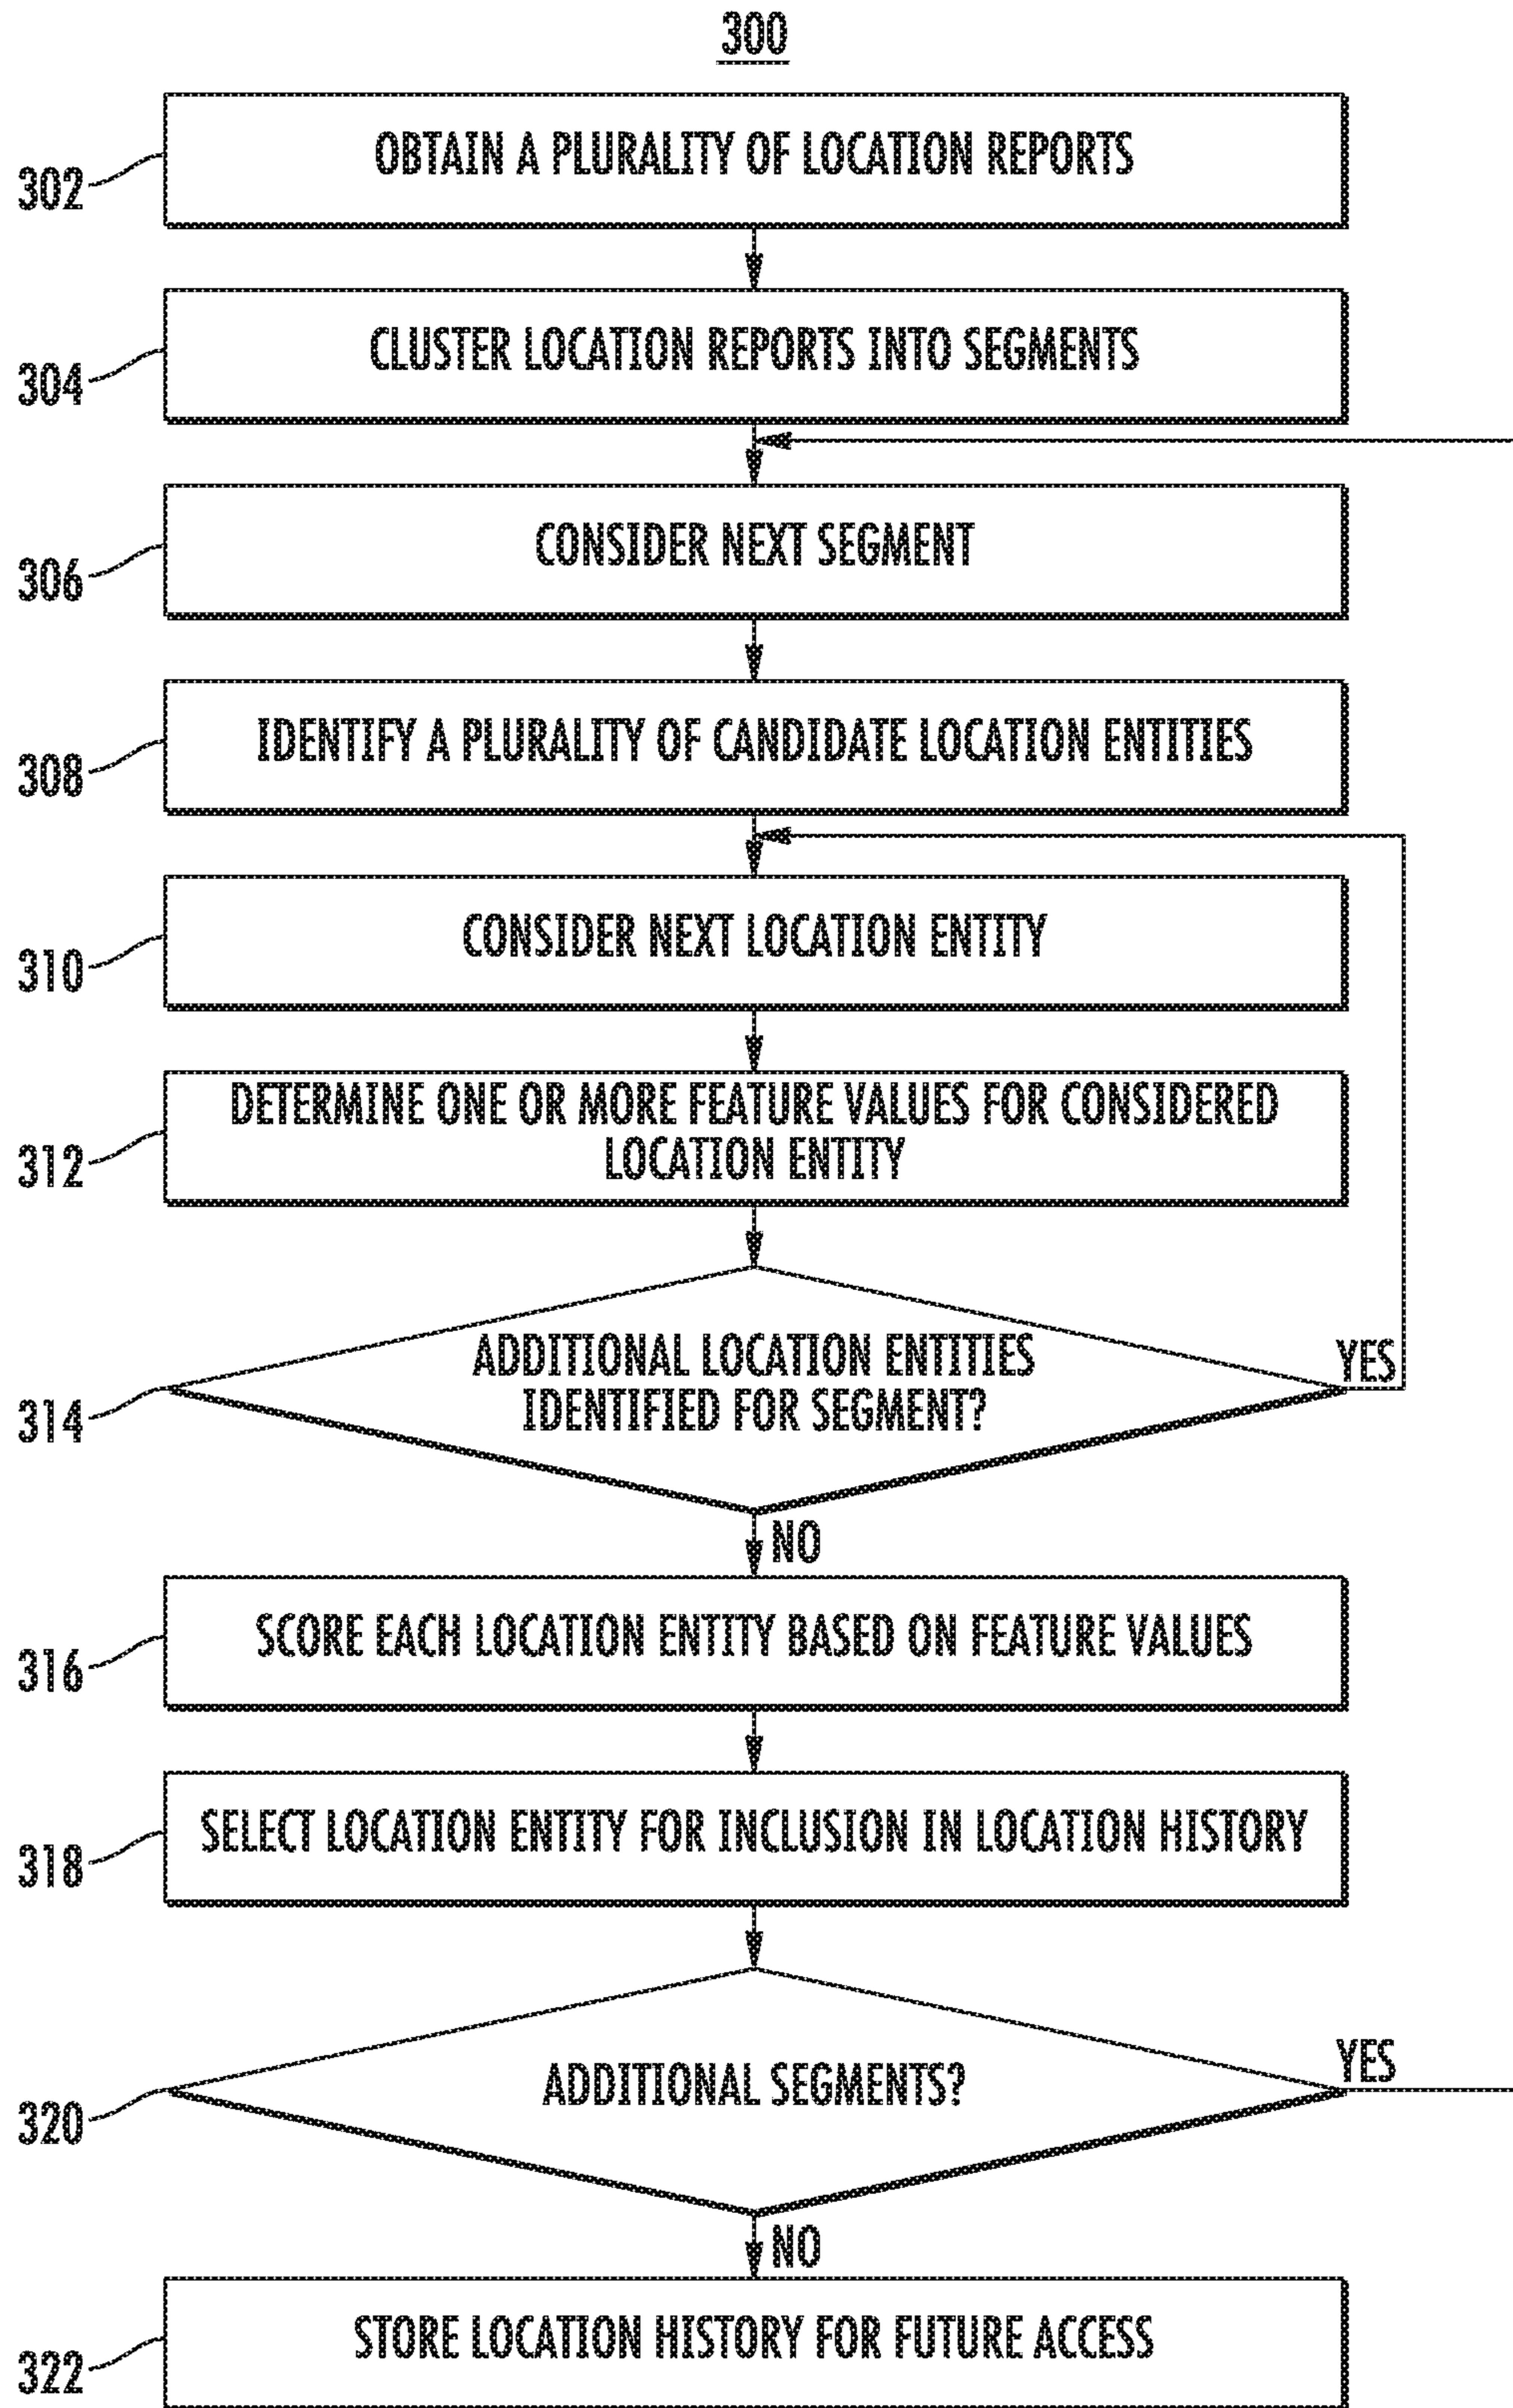 300
302
OBTAIN A PLURALITY OF LOCATION REPORTS
304
CLUSTER LOCATION REPORTS INTO SEGMENTS
306
CONSIDER NEXT SEGMENT
308
IDENTIFY A PLURALITY OF CANDIDATE LOCATION ENTITIES
310
CONSIDER NEXT LOCATION ENTITY
312
DETERMINE ONE OR MORE FEATURE VALUES FOR CONSIDERED
LOCATION ENTITY
314
ADDITIONAL LOCATION ENTITIES
IDENTIFIED FOR SEGMENT?
YES
NO
316
SCORE EACH LOCATION ENTITY BASED ON FEATURE VALUES
318
SELECT LOCATION ENTITY FOR INCLUSION IN LOCATION HISTORY
320
ADDITIONAL SEGMENTS?
YES
NO
322
STORE LOCATION HISTORY FOR FUTURE ACCESS